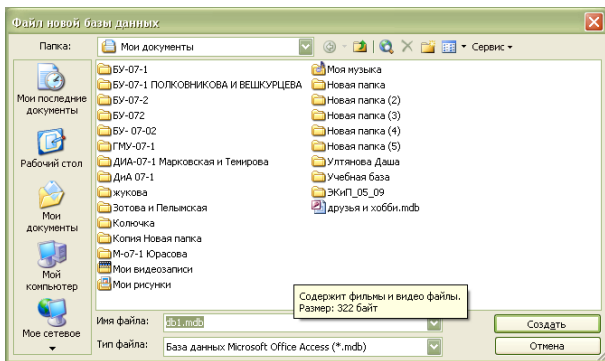 Файл новой базы данных
Папка:
Мои документы
Сервис
Мои последние документы
Рабочий стол
Мои документы
Мой компьютер
Мое сетевое
БУ-07-1
БУ-07-1 ПОЛКОВНИКОВА И ВЕШКУРЦЕВА
БУ-07-2
БУ-072
БУ- 07-02
ГМУ-07-1
ДИА-07-1 Марковская и Темирова
ДиА 07-1
жукова
Зотова и Пелымская
Колючка
Копия Новая папка
М-о7-1 Юрасова
Мои видеозаписи
Мои рисунки
Моя музыка
Новая папка
Новая папка (2)
Новая папка (3)
Новая папка (4)
Новая папка (5)
Ултянова Даша
Учебная база
ЭКиП_05_09
друзья и хобби.mdb
Содержит фильмы и видео файлы.
Размер: 322 байт
Имя файла:
db1.mdb
Создать
Тип файла:
База данных Microsoft Office Access (*.mdb)
Отмена